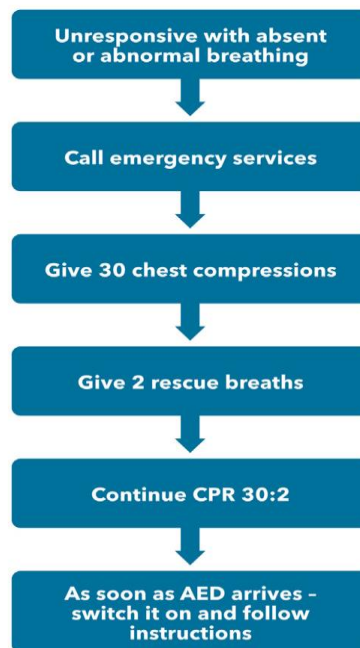 Unresponsive with absent
or abnormal breathing
Call emergency services
Give 30 chest compressions
Give 2 rescue breaths
Continue CPR 30:2
As soon as AED arrives –
switch it on and follow
instructions